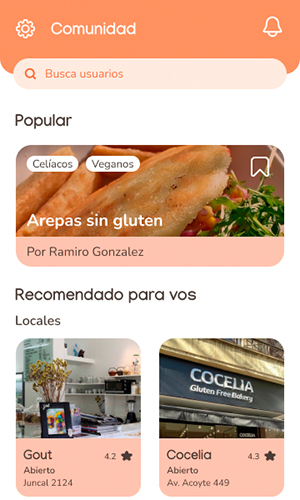 Comunidad
Busca usuarios
Popular
Celíacos Veganos
Arepas sin gluten
Por Ramiro Gonzalez
Recomendado para vos
Locales
COCELIA
Gluten Free Bakery
Gout 4.2
Abierto
Juncal 2124
Cocelia 4.3
Abierto
Av. Acoyte 449